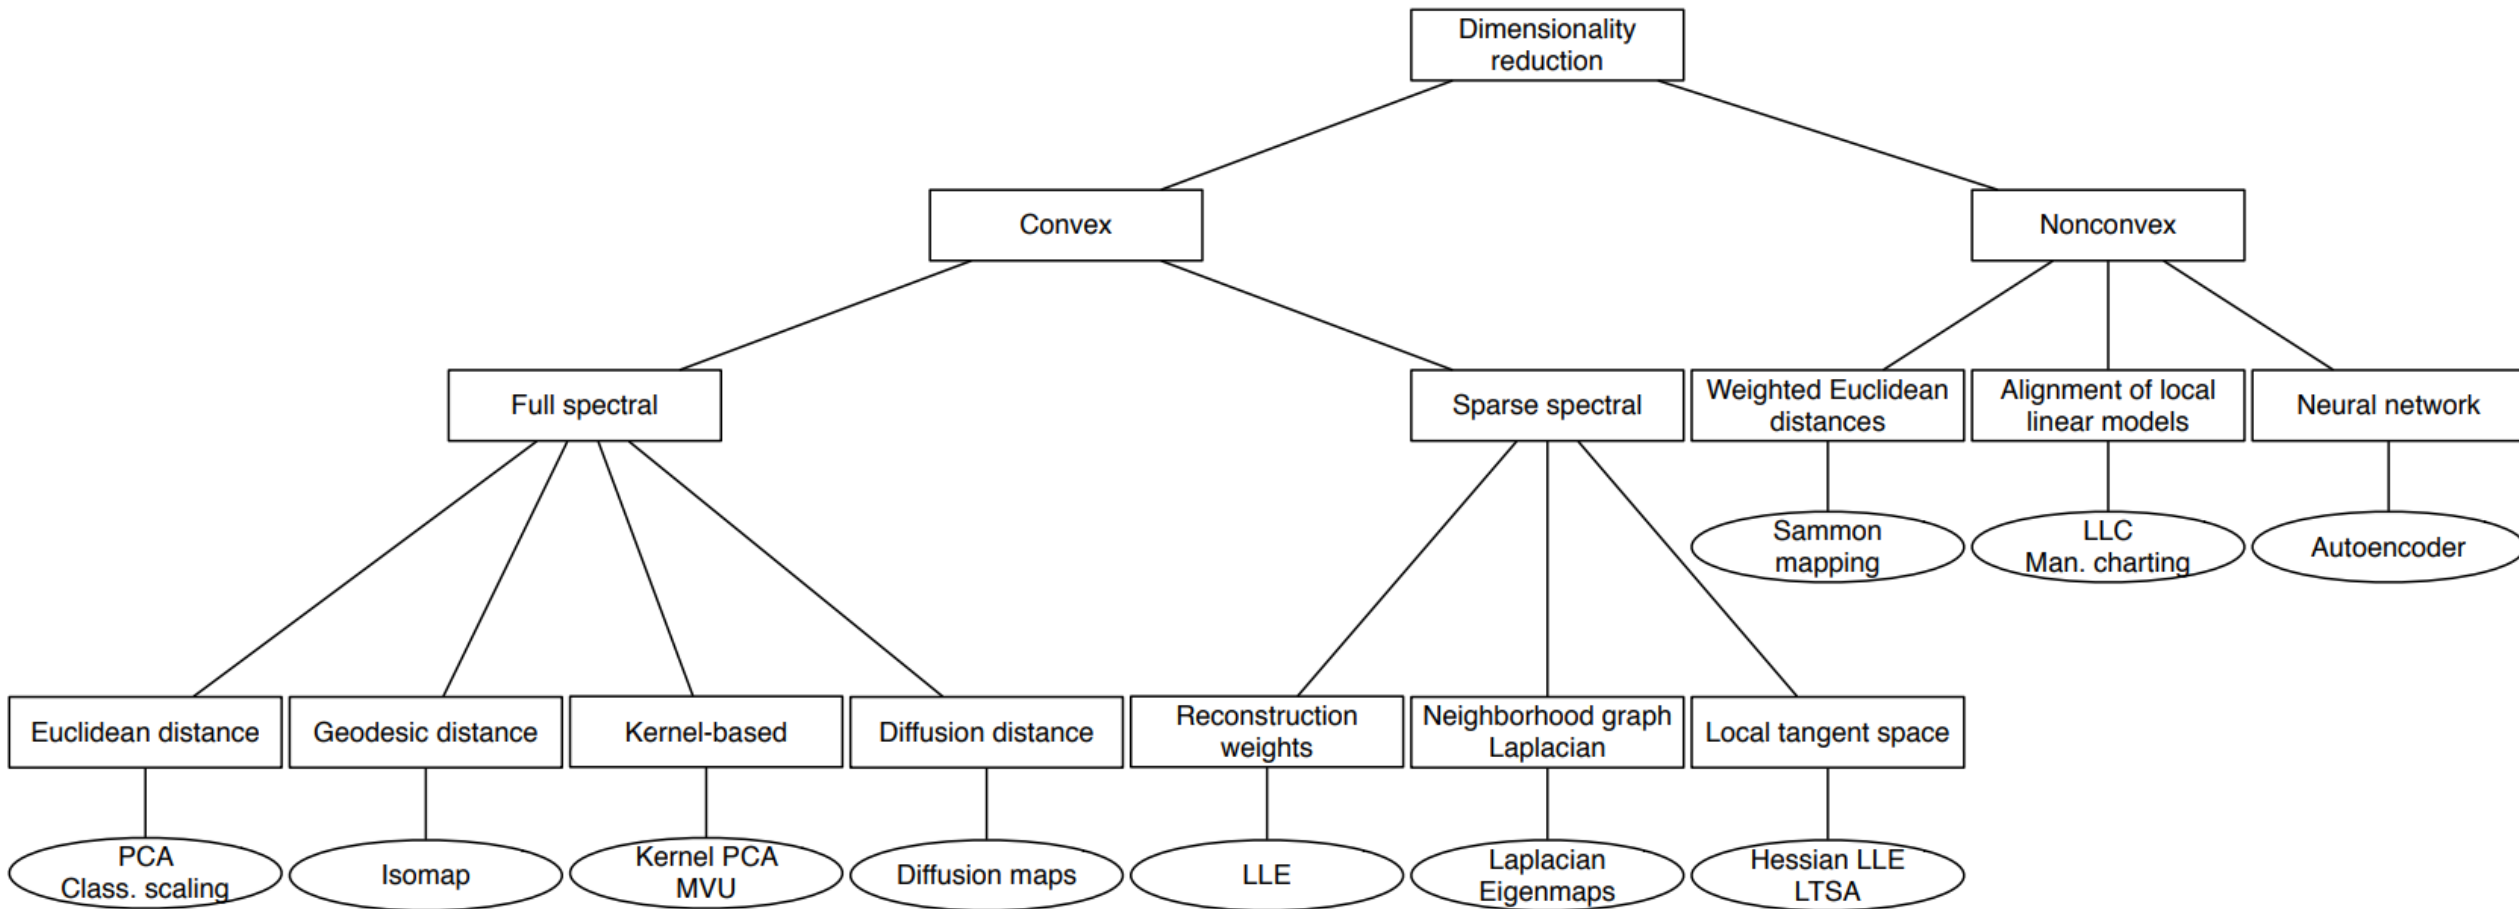 Dimensionality
reduction
Convex
Nonconvex
Full spectral
Sparse spectral
Weighted Euclidean
distances
Alignment of local
linear models
Neural network
Sammon
mapping
LLC
Man. charting
Autoencoder
Euclidean distance
Geodesic distance
Kernel-based
Diffusion distance
Reconstruction
weights
Neighborhood graph
Laplacian
Local tangent space
PCA
Class. scaling
Isomap
Kernel PCA
MVU
Diffusion maps
LLE
Laplacian
Eigenmaps
Hessian LLE
LTSA